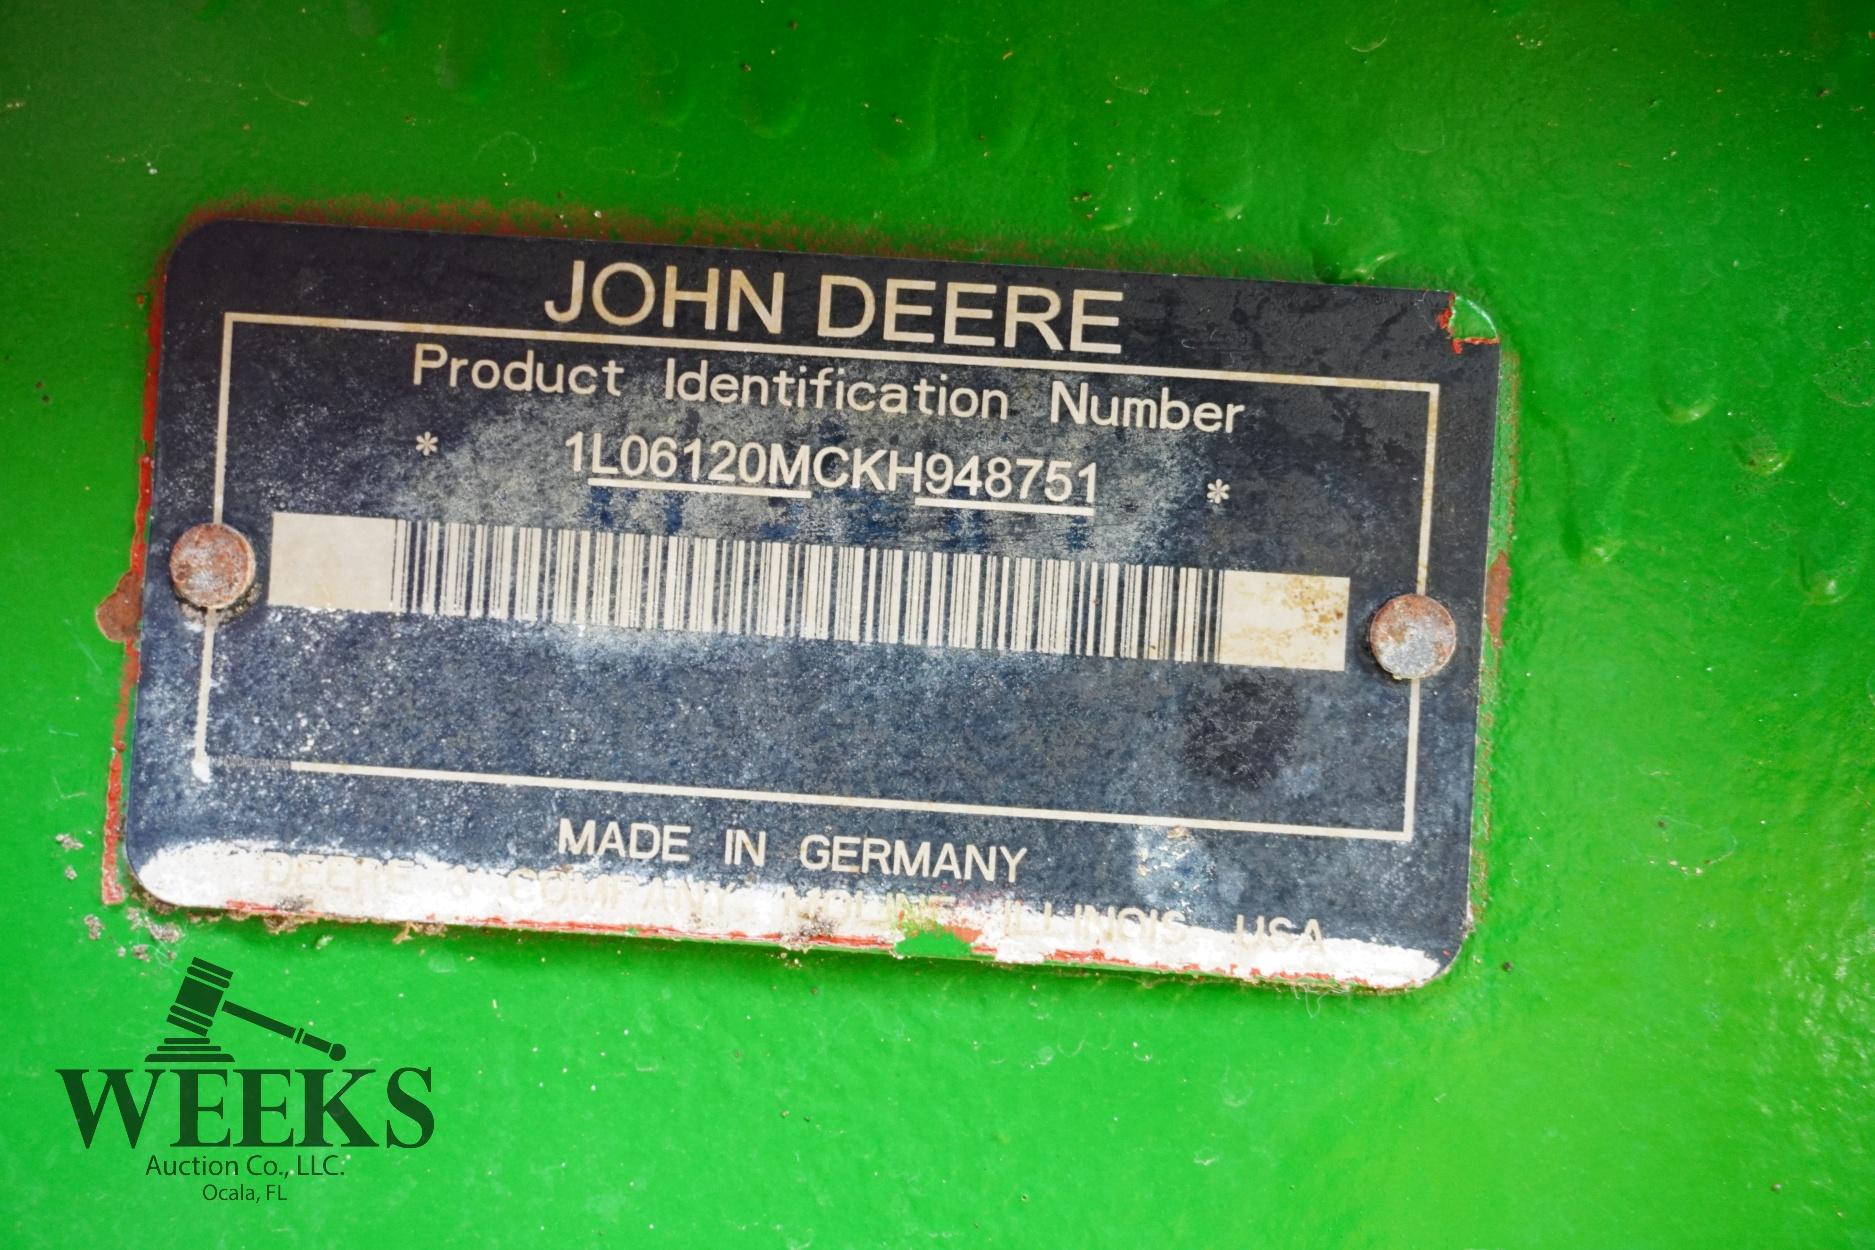 JOHN DEERE
Product Identification Number
* 1L06120MCKH948751 *
MADE IN GERMANY
DEERE & COMPANY MOLINE ILLINOIS USA
WEEKS
Auction Co., LLC.
Ocala, FL